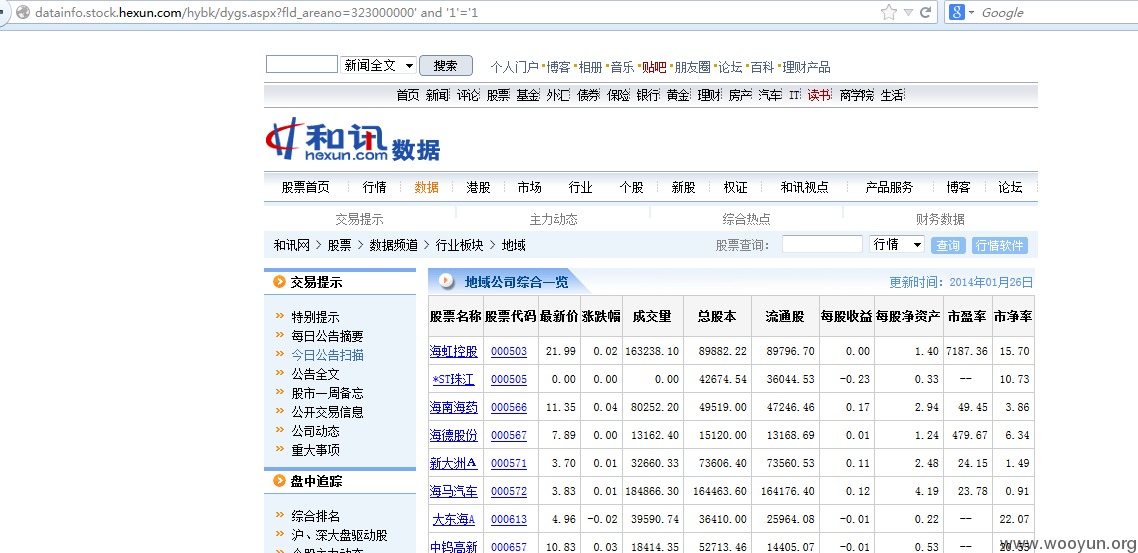 datainfo.stock.hexun.com/hybk/dygs.aspx?fld_areano=323000000' and '1'='1
Google
新闻全文 搜索 个人门户 博客 相册 音乐 贴吧 朋友圈 论坛 百科 理财产品
首页 新闻 评论 股票 基金 外汇 债券 保险 银行 黄金 理财 房产 汽车 IT 读书 商学院 生活
和讯 数据
hexun.com
股票首页 行情 数据 港股 市场 行业 个股 新股 权证 和讯视点 产品服务 博客 论坛
交易提示 主力动态 综合热点 财务数据
和讯网 > 股票 > 数据频道 > 行业板块 > 地域 股票查询: 行情 查询 行情软件
交易提示
特别提示
每日公告摘要
今日公告扫描
公告全文
股市一周备忘
公开交易信息
公司动态
重大事项
盘中追踪
综合排名
沪、深大盘驱动股
地域公司综合一览 更新时间: 2014年01月26日
股票名称 股票代码 最新价 涨跌幅 成交量 总股本 流通股 每股收益 每股净资产 市盈率 市净率
海虹控股 000503 21.99 0.02 163238.10 89882.22 89796.70 0.00 1.40 7187.36 15.70
*ST珠江 000505 0.00 0.00 0.00 42674.54 36044.53 -0.23 0.33 -- 10.73
海南海药 000566 11.35 0.04 80252.20 49519.00 47246.46 0.17 2.94 49.45 3.86
海德股份 000567 7.89 0.00 13162.40 15120.00 13168.69 0.01 1.24 479.67 6.34
新大洲A 000571 3.70 0.01 32660.33 73606.40 73560.53 0.11 2.48 24.15 1.49
海马汽车 000572 3.83 0.01 184866.30 164463.60 164176.40 0.12 4.19 23.78 0.91
大东海A 000613 4.96 -0.02 39590.74 36410.00 25964.08 -0.01 0.22 -- 22.07
中钨高新 000657 10.83 0.03 18414.35 52713.46 14405.07 -0.01 0.53 --
www.wooyun.org